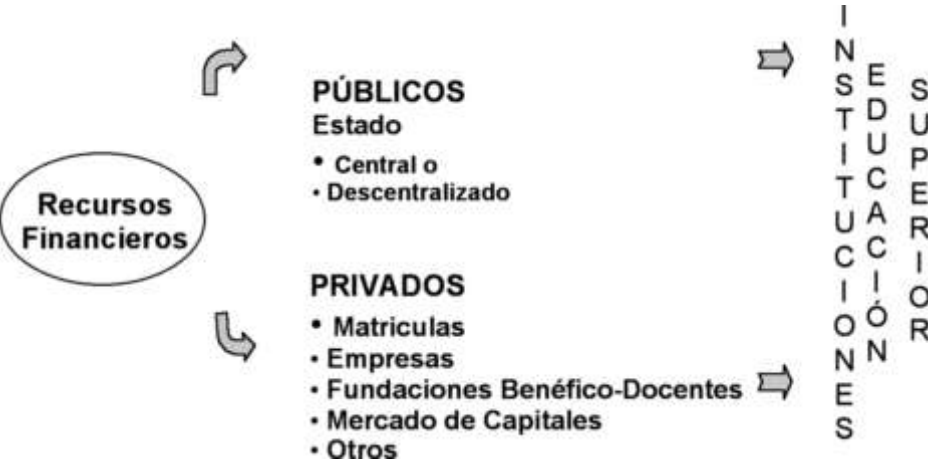 Recursos
Financieros
PÚBLICOS
Estado
• Central o
• Descentralizado
PRIVADOS
• Matriculas
• Empresas
• Fundaciones Benéfico-Docentes
• Mercado de Capitales
• Otros
INSTITUCIONES
EDUCACIÓN
SUPERIOR